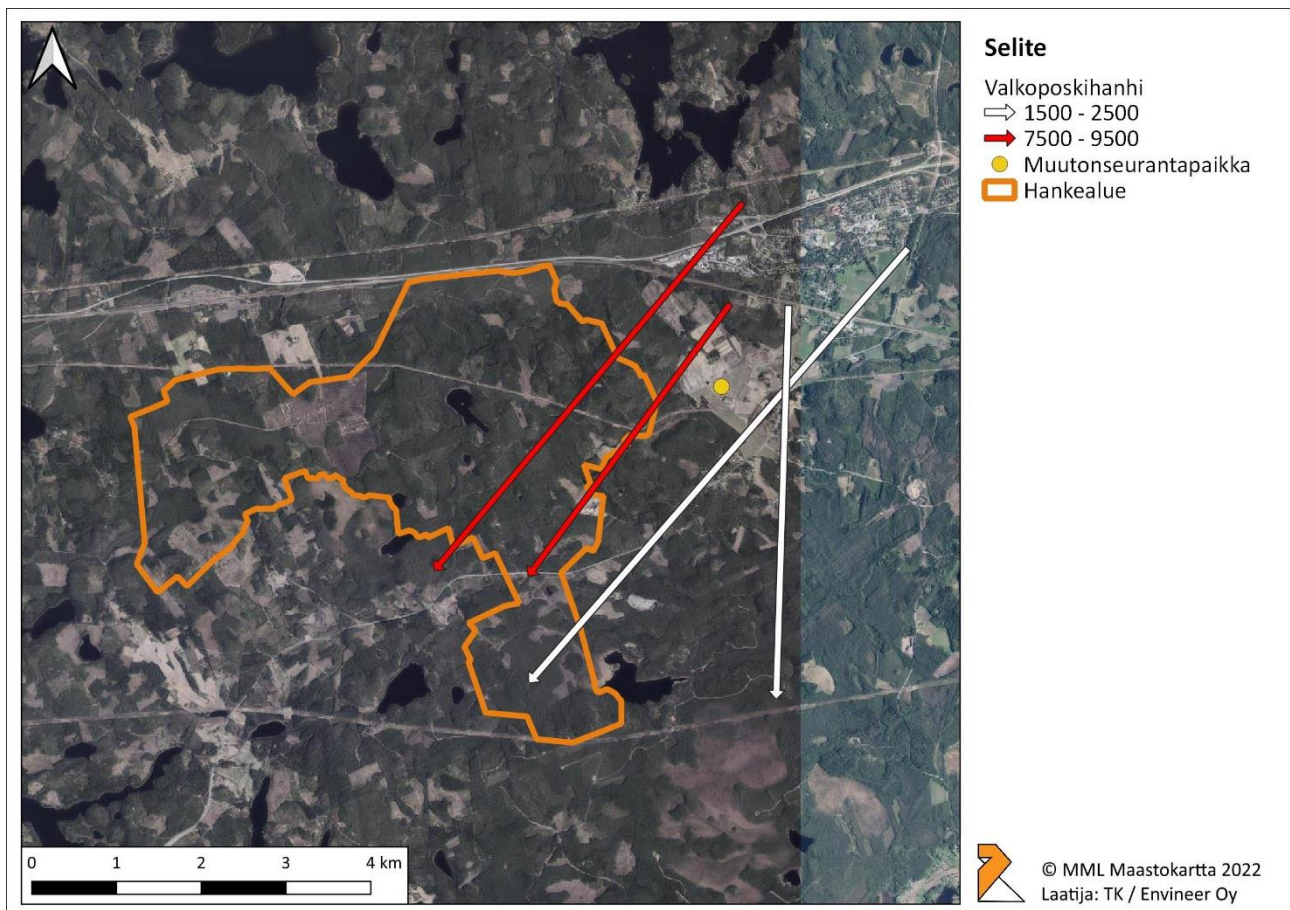 Selite
Valkoposkihanhi
1500 - 2500
7500 - 9500
Muutonseurantapaikka
Hankealue
0 1 2 3 4 km
© MML Maastokartta 2022
Laatija: TK / Envineer Oy